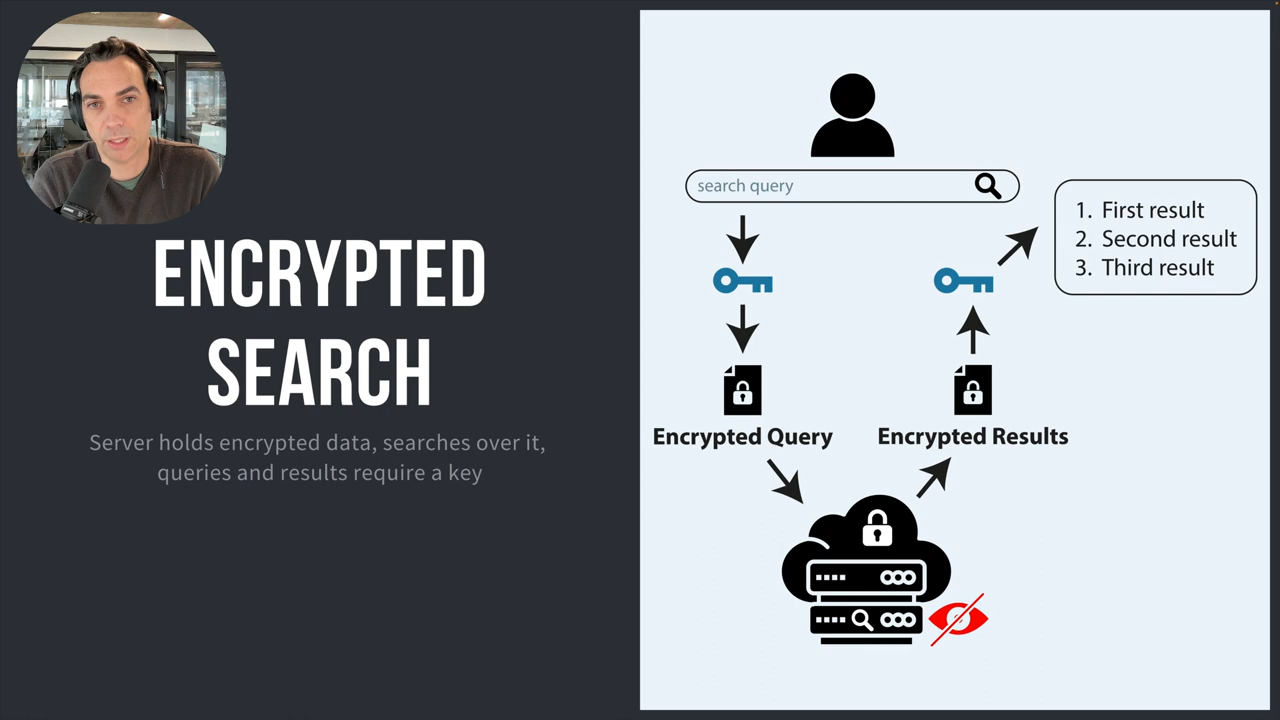 ENCRYPTED
SEARCH
Server holds encrypted data, searches over it,
queries and results require a key
search query
1. First result
2. Second result
3. Third result
Encrypted Query
Encrypted Results